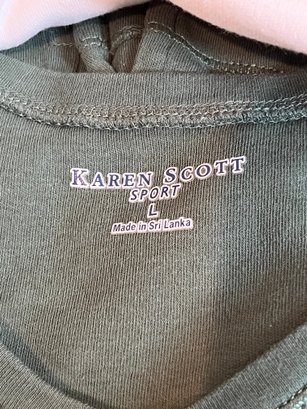 KAREN SCOTT
SPORT
L
Made in Sri Lanka